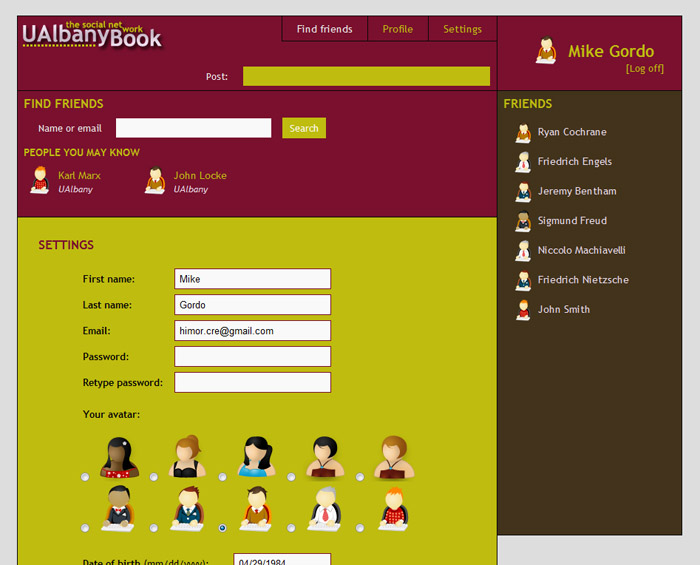 the social network
UAlbanyBook
Find friends
Profile
Settings
Mike Gordo
[Log off]
Post:
FIND FRIENDS
Name or email
Search
PEOPLE YOU MAY KNOW
Karl Marx
UAlbany
John Locke
UAlbany
FRIENDS
Ryan Cochrane
Friedrich Engels
Jeremy Bentham
Sigmund Freud
Niccolo Machiavelli
Friedrich Nietzsche
John Smith
SETTINGS
First name: Mike
Last name: Gordo
Email: himor.cre@gmail.com
Password:
Retype password:
Your avatar:
Date of birth (mm/dd/yyyy): 04/29/1984